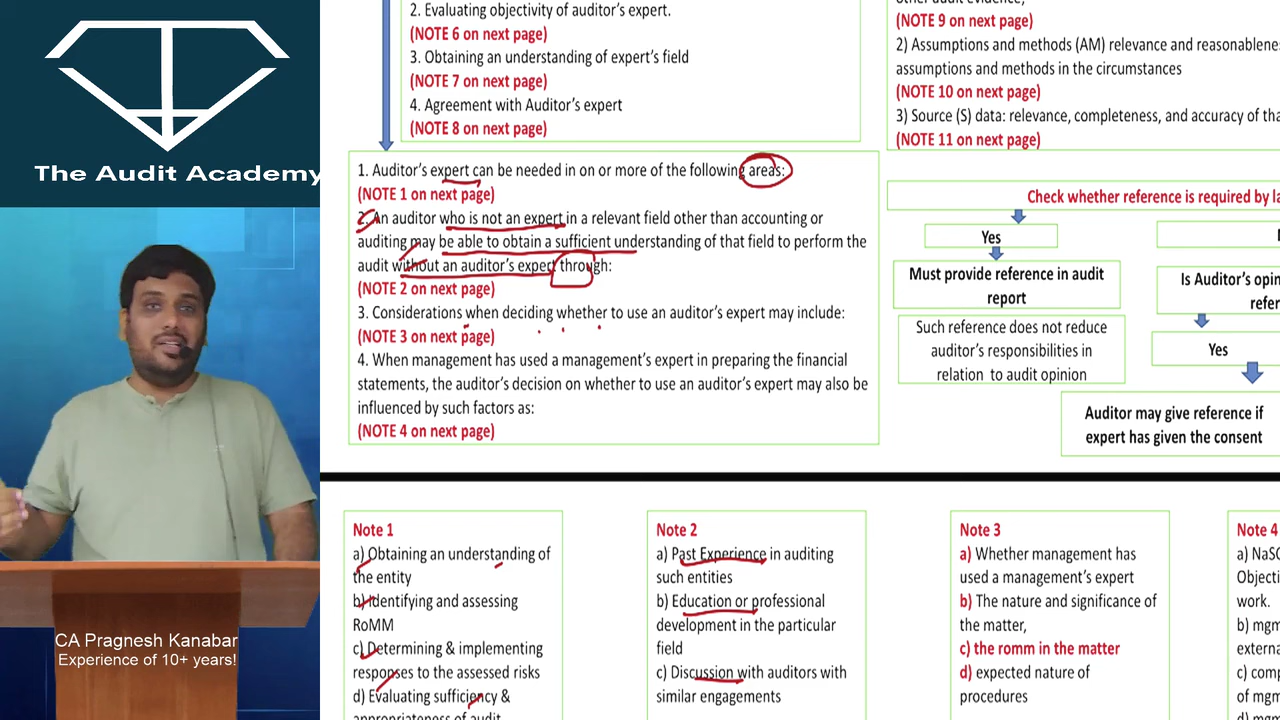 The Audit Academy
CA Pragnesh Kanabar
Experience of 10+ years!
2. Evaluating objectivity of auditor's expert.
(NOTE 6 on next page)
3. Obtaining an understanding of expert's field
(NOTE 7 on next page)
4. Agreement with Auditor's expert
(NOTE 8 on next page)
1. Auditor's expert can be needed in on or more of the following areas:
(NOTE 1 on next page)
2. An auditor who is not an expert in a relevant field other than accounting or
auditing may be able to obtain a sufficient understanding of that field to perform the
audit without an auditor's expert through:
(NOTE 2 on next page)
3. Considerations when deciding whether to use an auditor's expert may include:
(NOTE 3 on next page)
4. When management has used a management's expert in preparing the financial
statements, the auditor's decision on whether to use an auditor's expert may also be
influenced by such factors as:
(NOTE 4 on next page)
other audit evidence,
(NOTE 9 on next page)
2) Assumptions and methods (AM) relevance and reasonablene
assumptions and methods in the circumstances
(NOTE 10 on next page)
3) Source (S) data: relevance, completeness, and accuracy of tha
(NOTE 11 on next page)
Check whether reference is required by la
Yes
Must provide reference in audit
report
Such reference does not reduce
auditor's responsibilities in
relation to audit opinion
Is Auditor's opin
refer
Yes
Auditor may give reference if
expert has given the consent
Note 1
a) Obtaining an understanding of
the entity
b) Identifying and assessing
RoMM
c) Determining & implementing
responses to the assessed risks
d) Evaluating sufficiency &
appropriateness of audit
Note 2
a) Past Experience in auditing
such entities
b) Education or professional
development in the particular
field
c) Discussion with auditors with
similar engagements
Note 3
a) Whether management has
used a management's expert
b) The nature and significance of
the matter,
c) the romm in the matter
d) expected nature of
procedures
Note 4
a) NaSC
Objecti
work.
b) mgm
externa
c) comp
of mgm